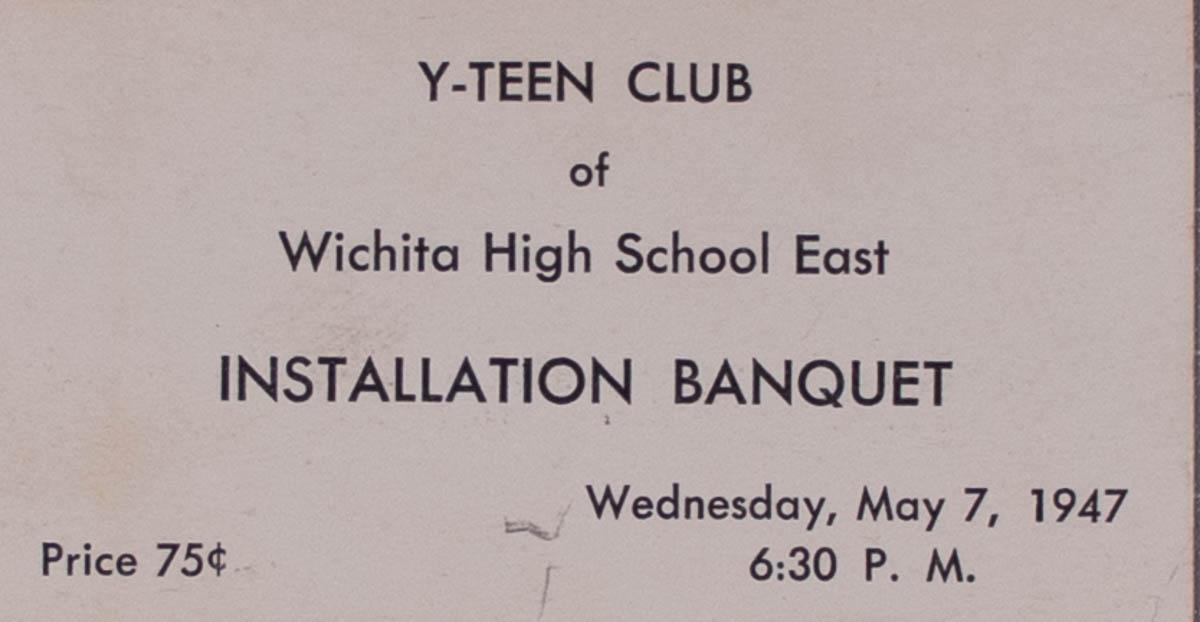 Y-TEEN CLUB
of
Wichita High School East
INSTALLATION BANQUET
Wednesday, May 7, 1947
Price 75¢
6:30 P. M.